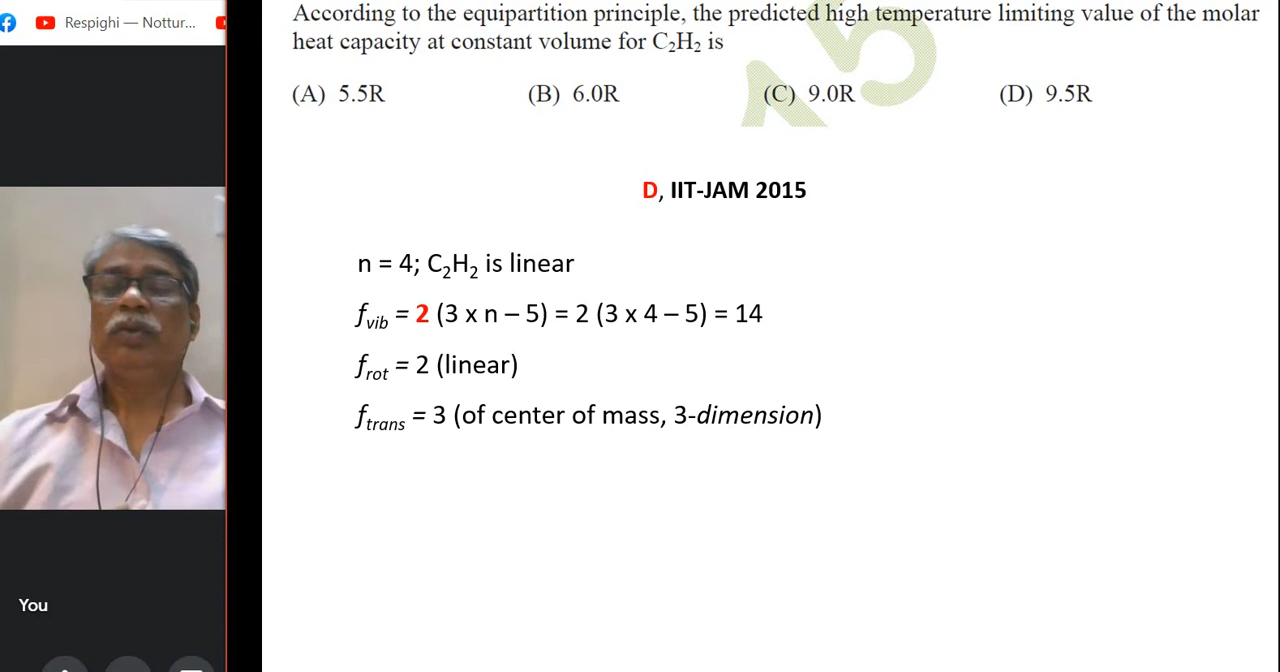 Respighi — Nottur...
According to the equipartition principle, the predicted high temperature limiting value of the molar
heat capacity at constant volume for C₂H₂ is
(A) 5.5R (B) 6.0R (C) 9.0R (D) 9.5R
D, IIT-JAM 2015
n = 4; C₂H₂ is linear
f_vib = 2 (3 x n – 5) = 2 (3 x 4 – 5) = 14
f_rot = 2 (linear)
f_trans = 3 (of center of mass, 3-dimension)
You